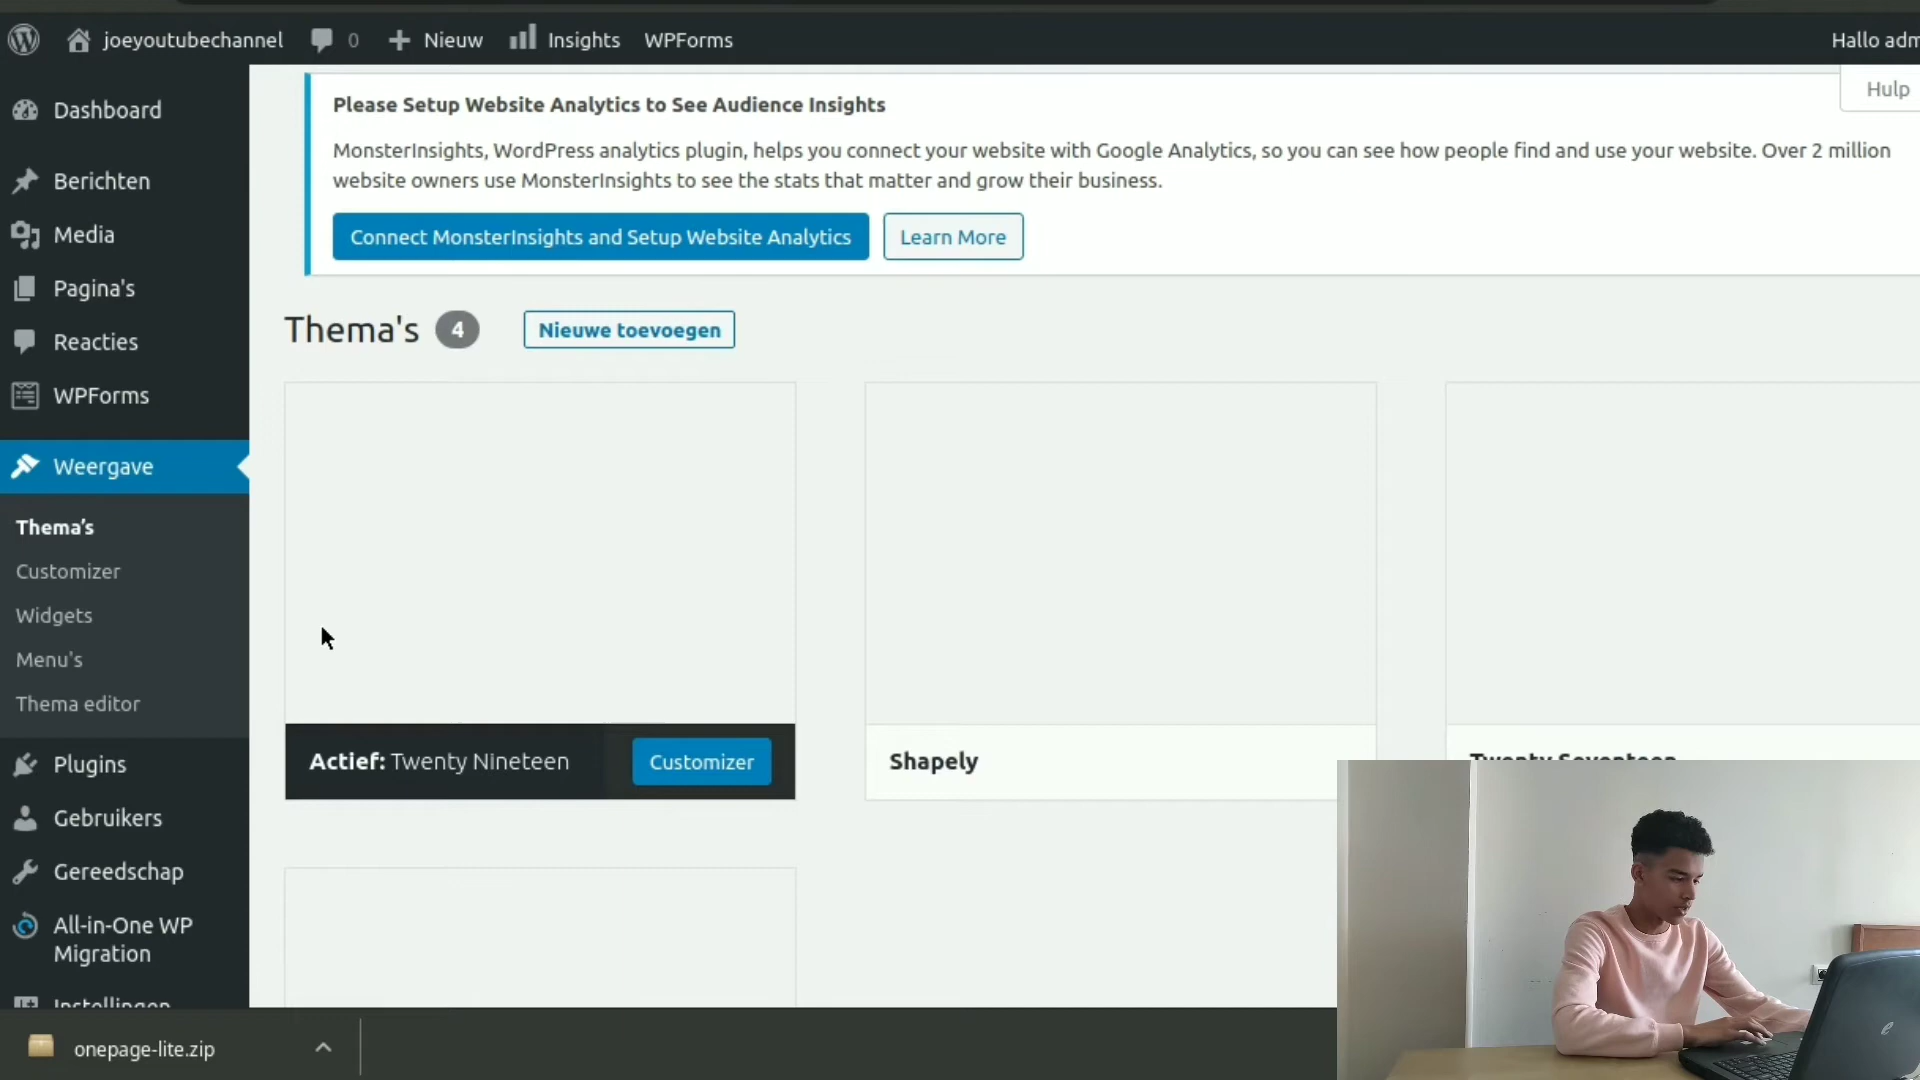 joeyoutubechannel 0 Nieuw Insights WPForms Hallo adm
Hulp
Dashboard
Berichten
Media
Pagina's
Reacties
WPForms
Weergave
Thema's
Customizer
Widgets
Menu's
Thema editor
Plugins
Gebruikers
Gereedschap
All-in-One WP
Migration
Instellingen
Please Setup Website Analytics to See Audience Insights
MonsterInsights, WordPress analytics plugin, helps you connect your website with Google Analytics, so you can see how people find and use your website. Over 2 million
website owners use MonsterInsights to see the stats that matter and grow their business.
Connect MonsterInsights and Setup Website Analytics Learn More
Thema's 4 Nieuwe toevoegen
Actief: Twenty Nineteen Customizer
Shapely
Twenty Seventeen
onepage-lite.zip